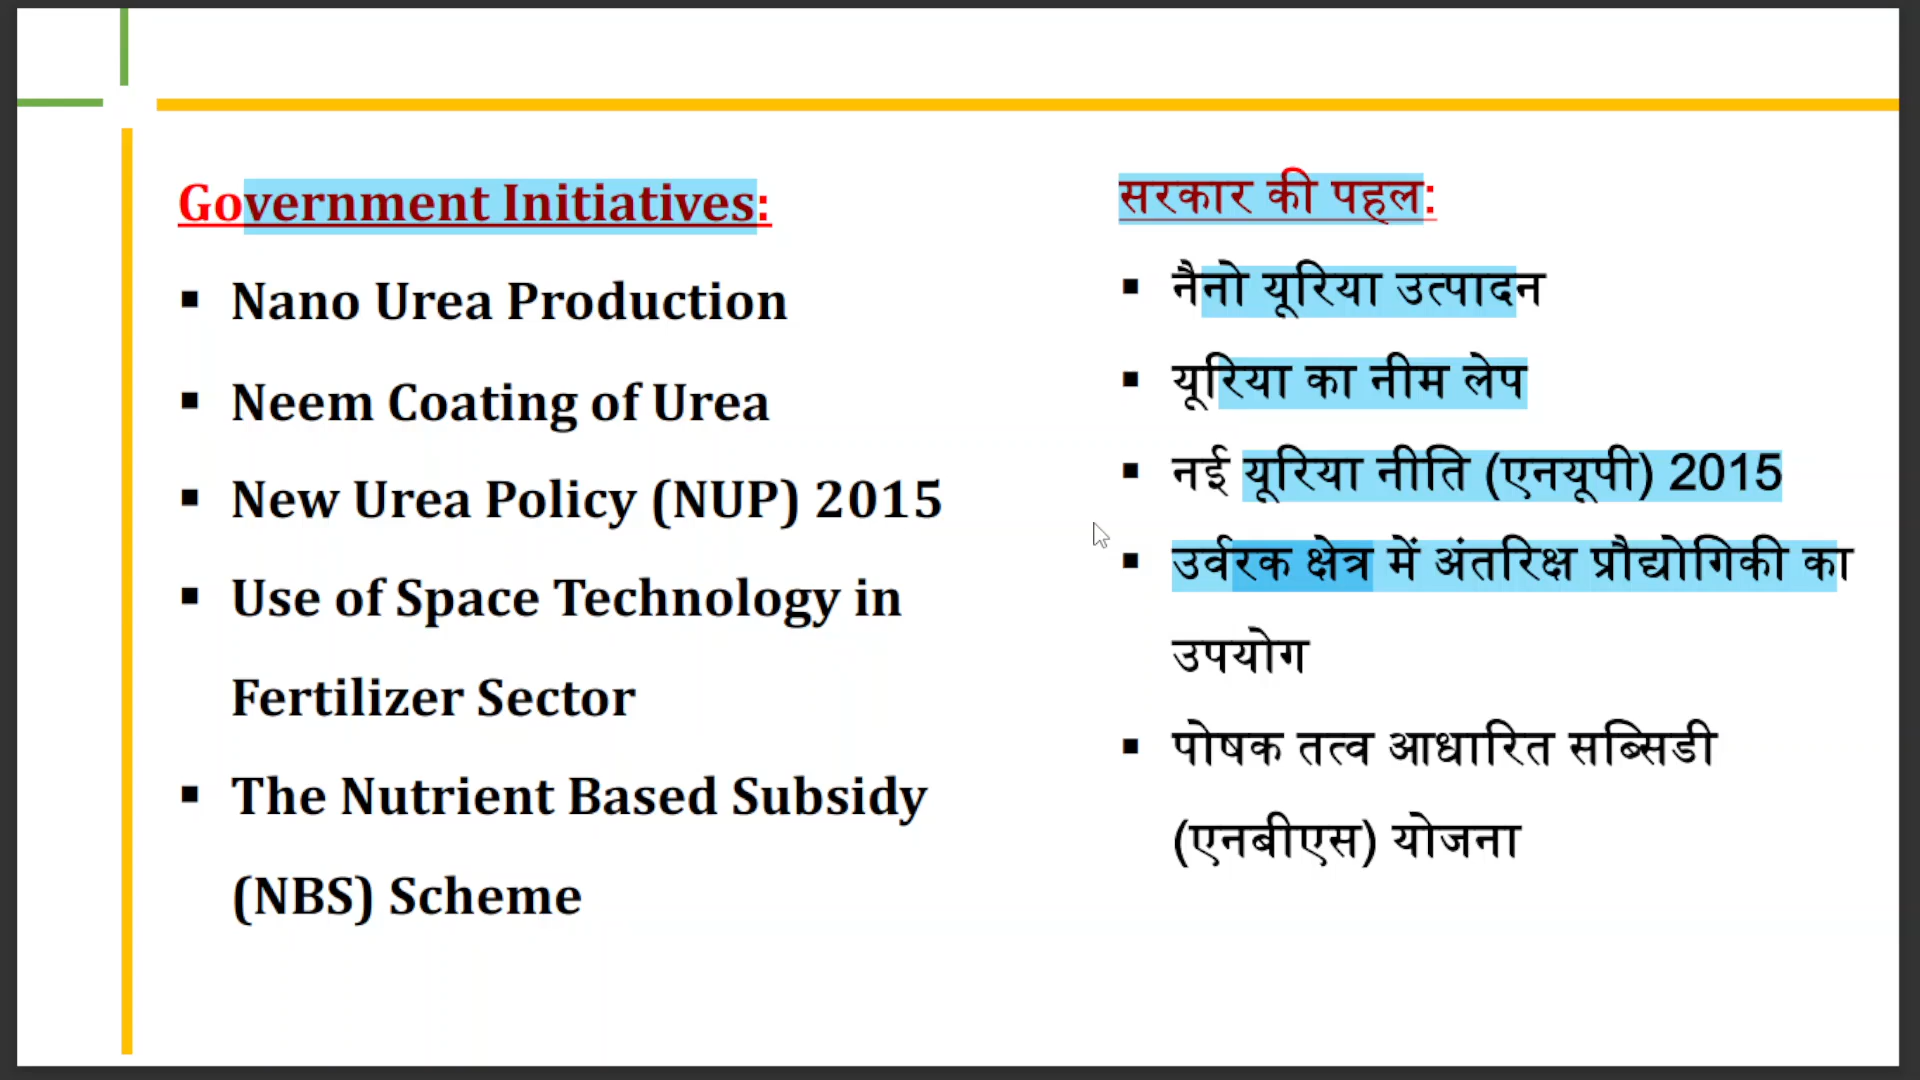 Government Initiatives:
▪ Nano Urea Production
▪ Neem Coating of Urea
▪ New Urea Policy (NUP) 2015
▪ Use of Space Technology in
Fertilizer Sector
▪ The Nutrient Based Subsidy
(NBS) Scheme
सरकार की पहल:
▪ नैनो यूरिया उत्पादन
▪ यूरिया का नीम लेप
▪ नई यूरिया नीति (एनयूपी) 2015
▪ उर्वरक क्षेत्र में अंतरिक्ष प्रौद्योगिकी का
उपयोग
▪ पोषक तत्व आधारित सब्सिडी
(एनबीएस) योजना